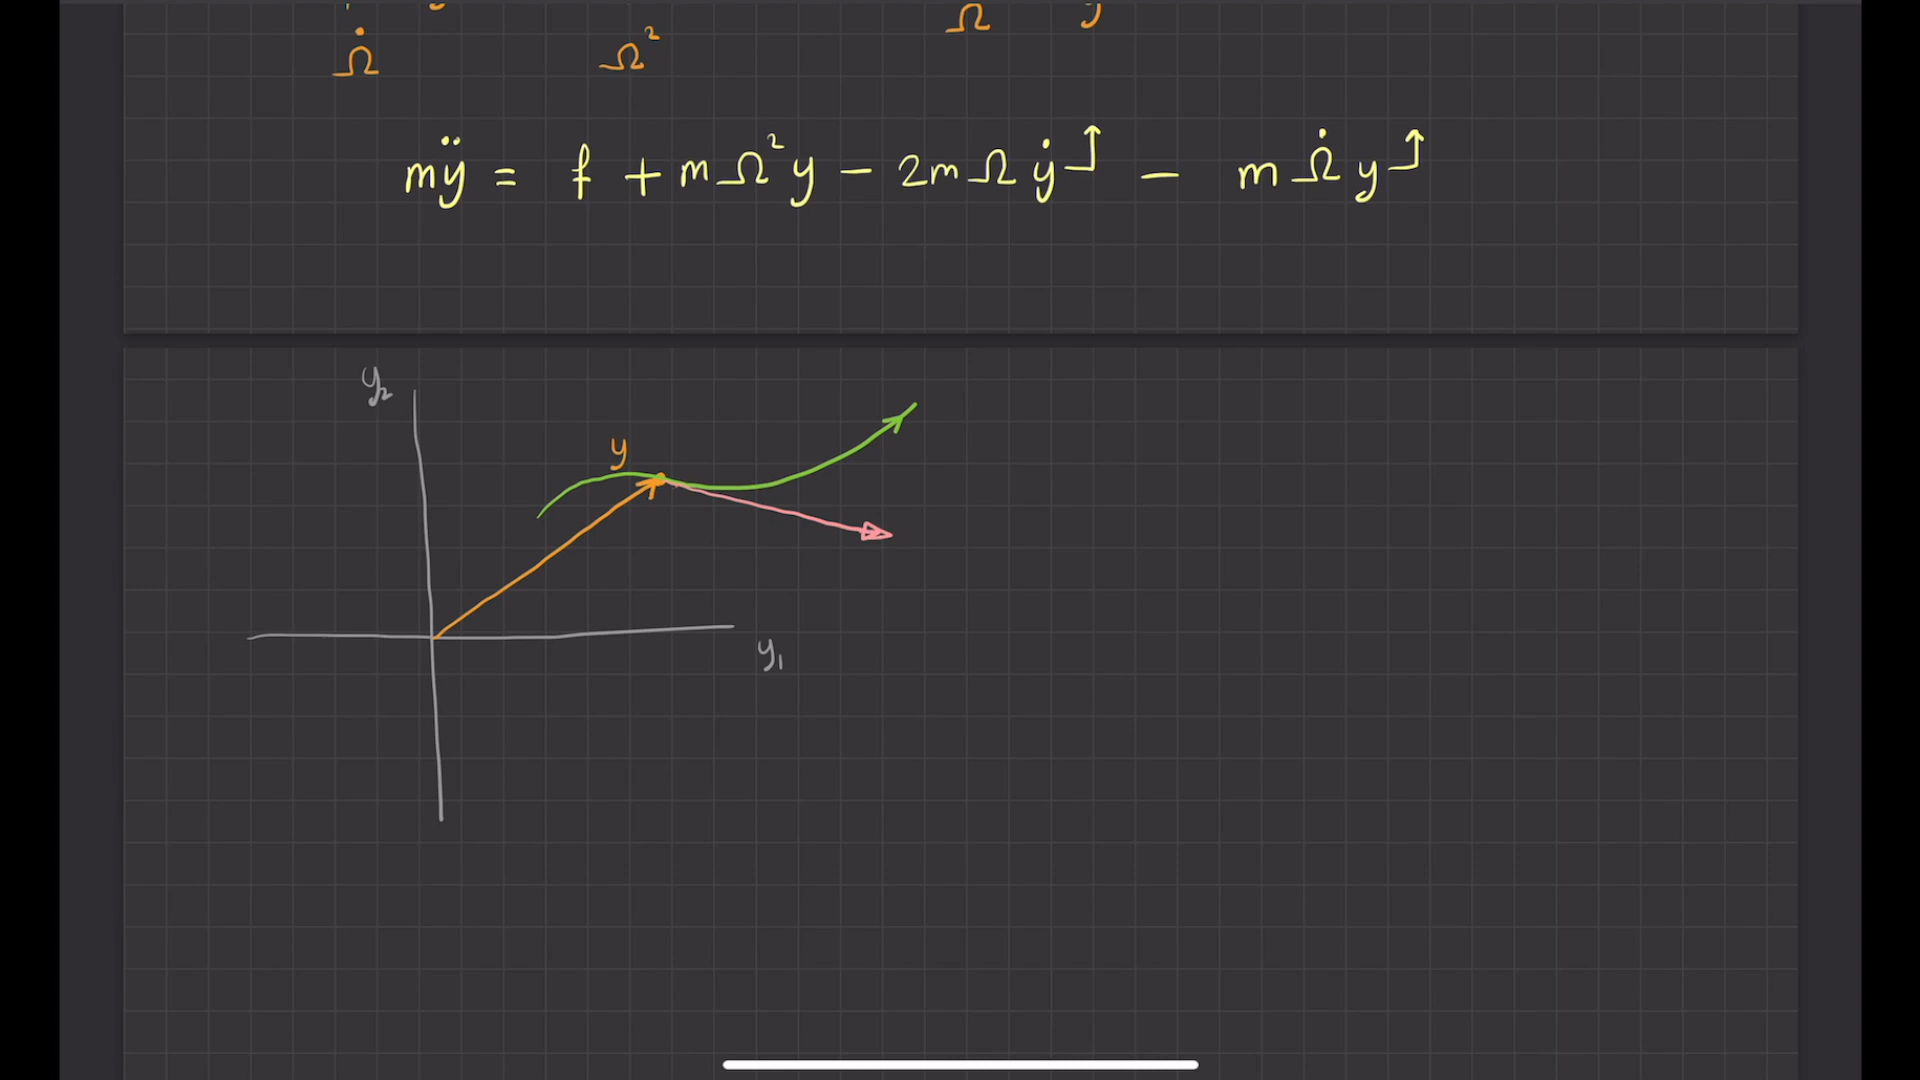 Ω y
Ω̇ Ω²
mÿ = f + mΩ²y − 2mΩẏ⮥ − mΩ̇y⮥
y₂
y
y₁